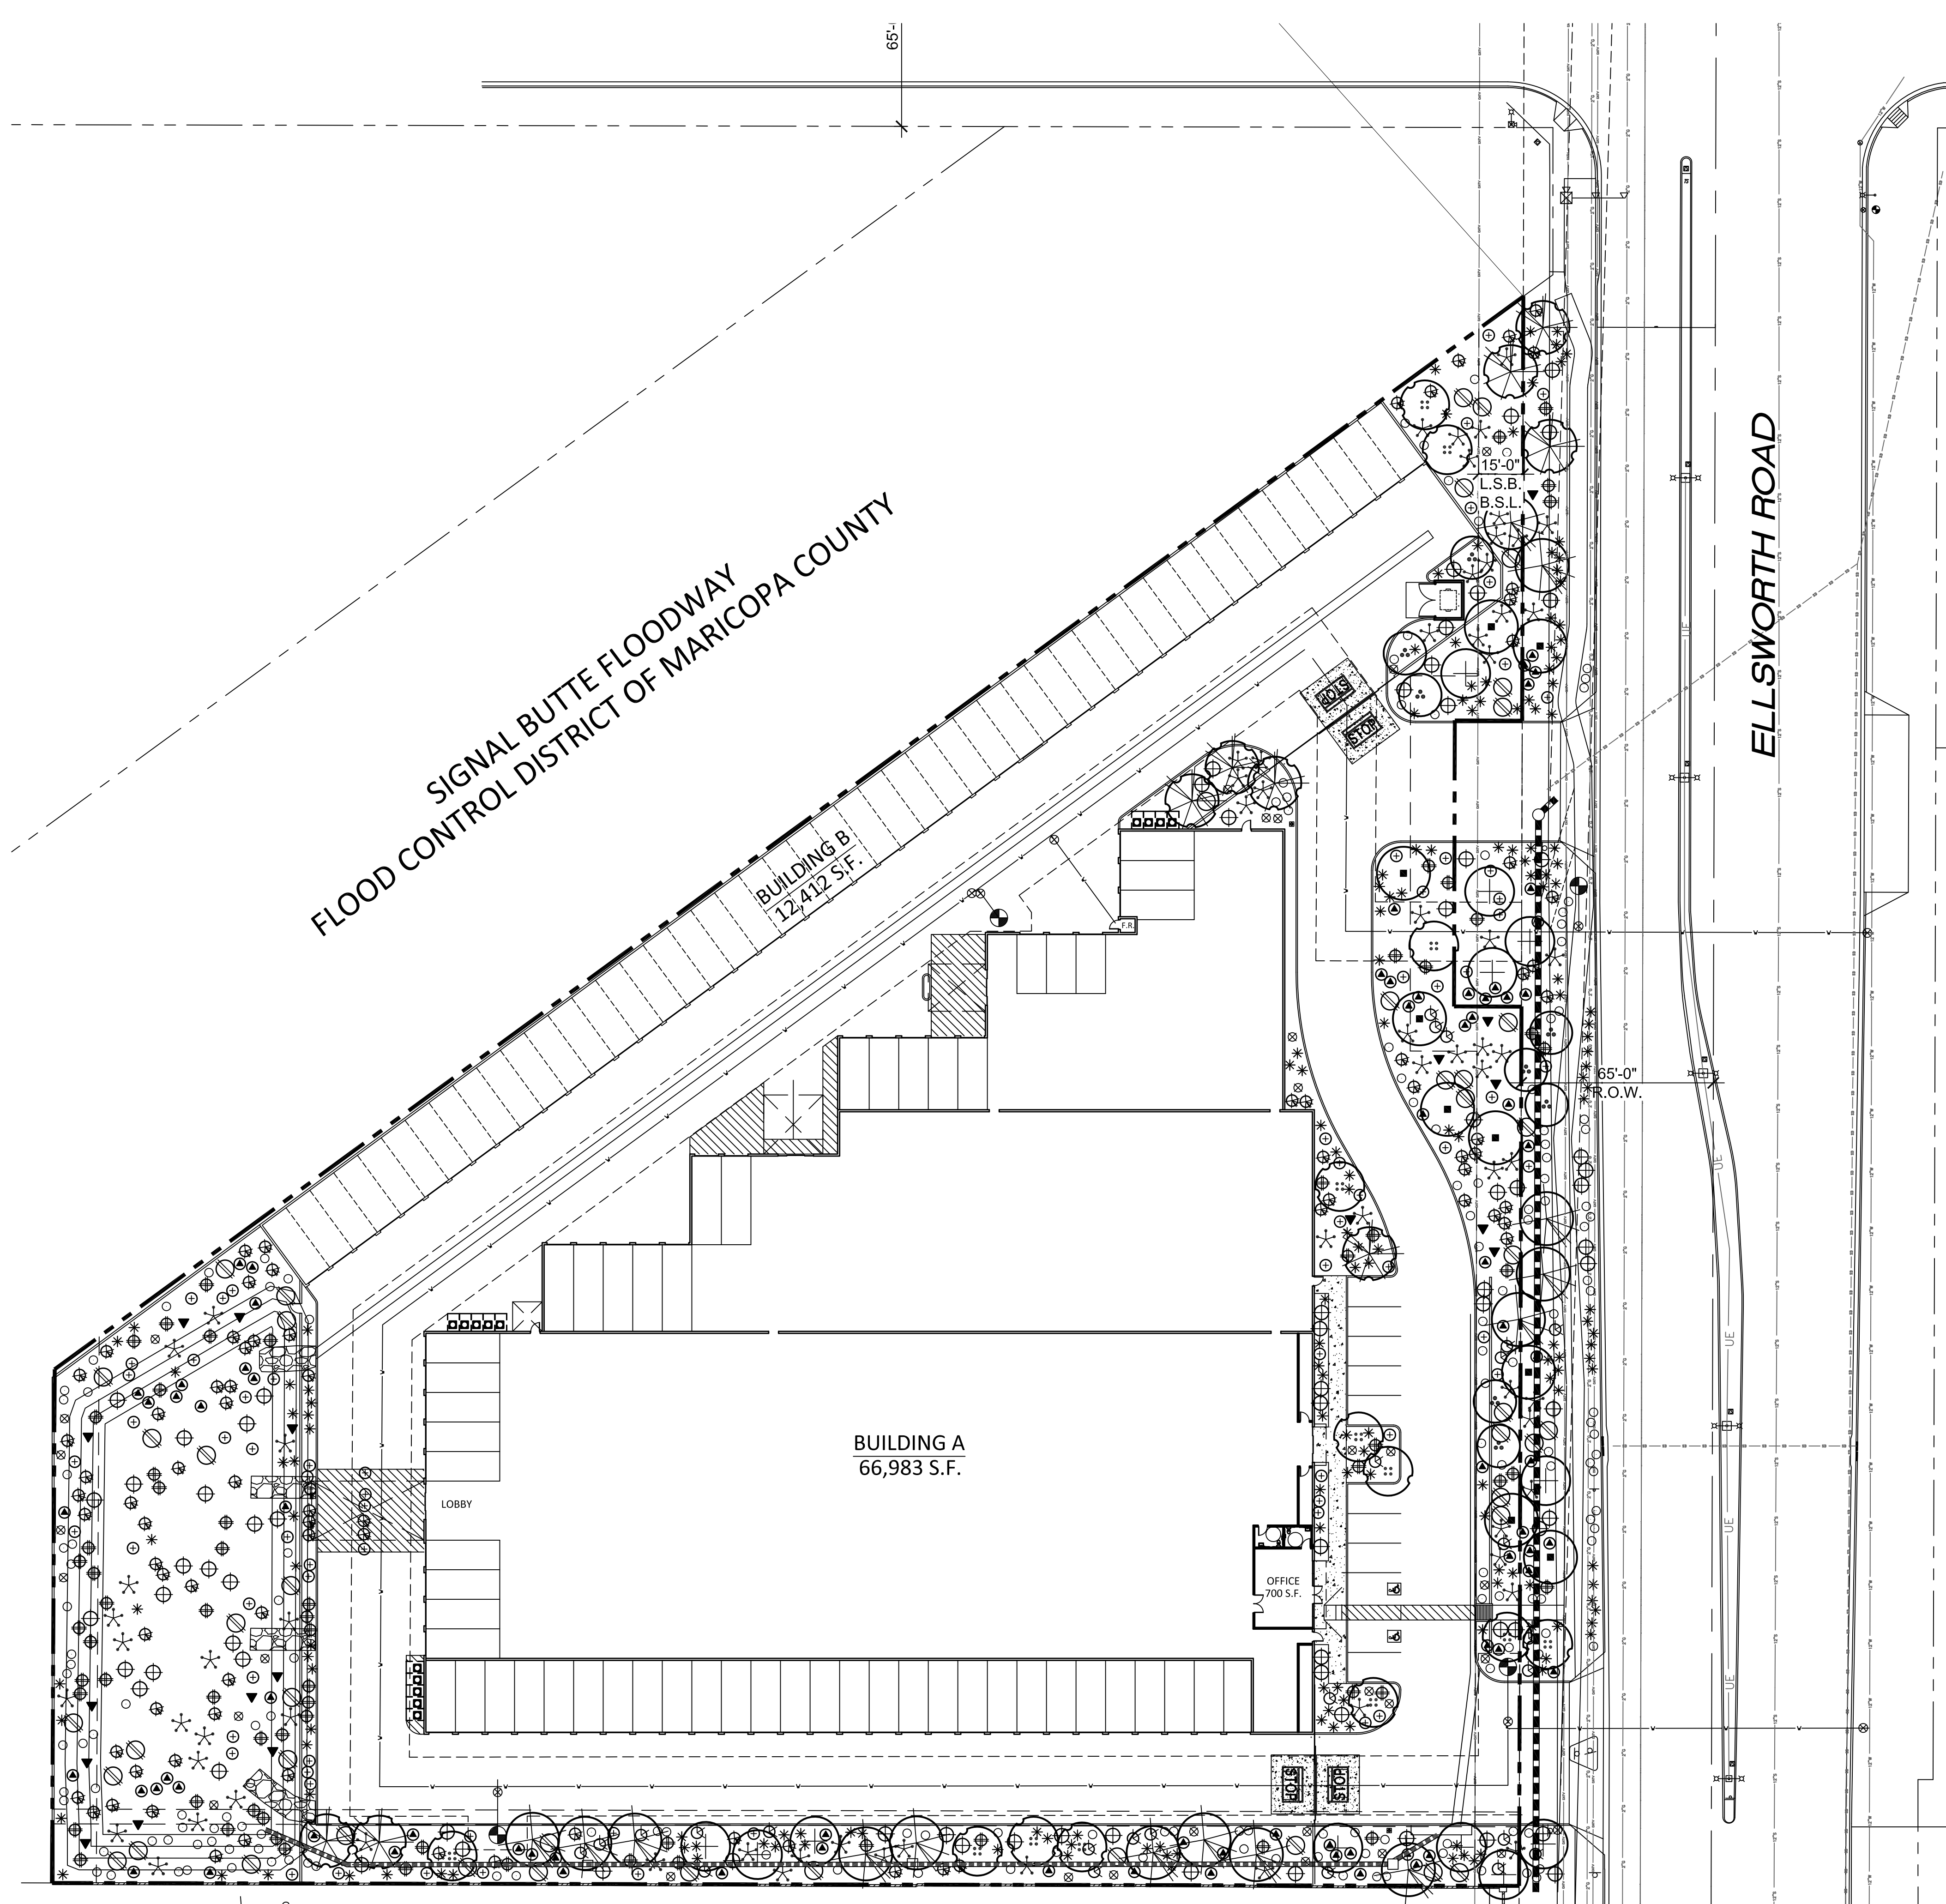 65'-
ELLSWORTH ROAD
15'-0"
L.S.B.
B.S.L.
SIGNAL BUTTE FLOODWAY
FLOOD CONTROL DISTRICT OF MARICOPA COUNTY
STOP
STOP
BUILDING B
12,412 S.F.
F.R.
65'-0"
R.O.W.
UE
UE
UE
UE
UE
BUILDING A
66,983 S.F.
LOBBY
OFFICE
700 S.F.
STOP
STOP